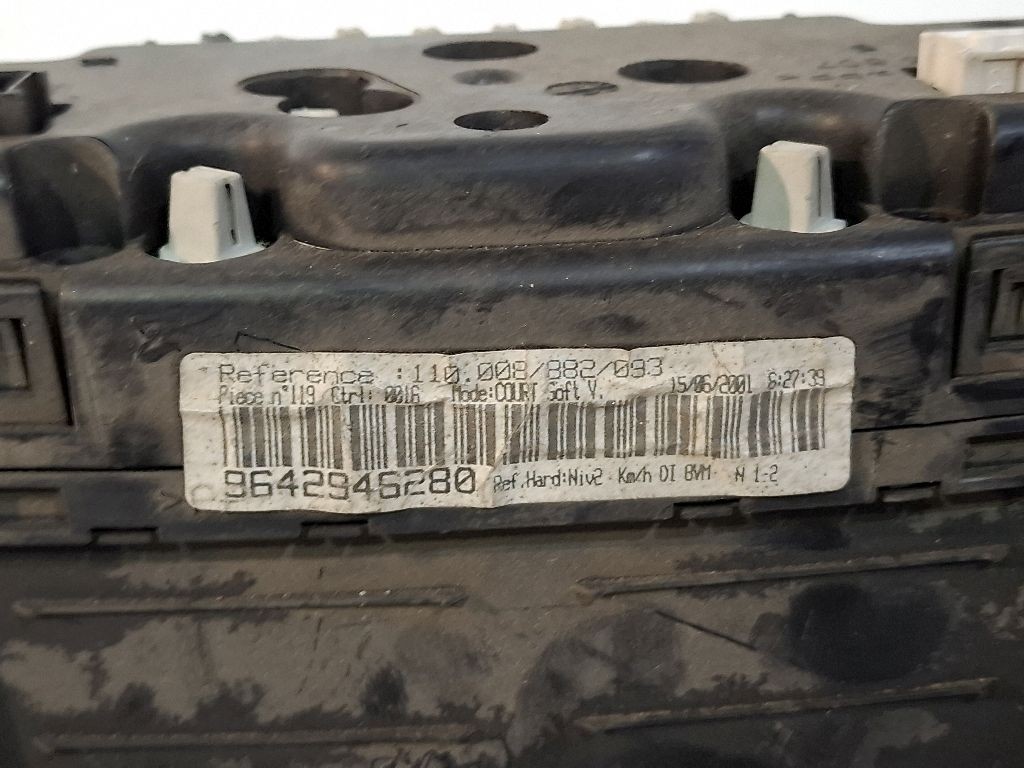 Reference :110.008/882/093
Piece n°119 Ctrl: 0016 Mode:COURT Soft V. 15/06/2001 6:27:39
9642946280 Ref.Hard:Niv2 Km/h DI BVM N 1-2